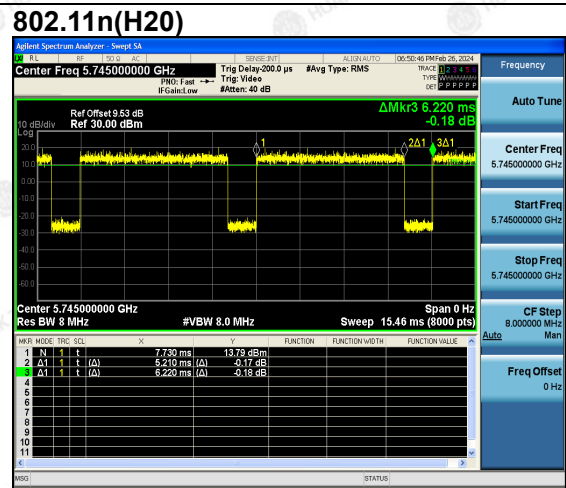 802.11n(H20)
Agilent Spectrum Analyzer - Swept SA
RL RF 50 Ω AC SENSE:INT ALIGN AUTO 06:50:46 PM Feb 26, 2024
Center Freq 5.745000000 GHz Trig Delay-200.0 µs #Avg Type: RMS TRACE 1 2 3 4 5 6 Frequency
PNO: Fast Trig: Video TYPE
IFGain:Low #Atten: 40 dB DET P P P P P P
Auto Tune
Ref Offset 9.53 dB ΔMkr3 6.220 ms
10 dB/div Ref 30.00 dBm -0.18 dB
Log
20.0 1 2Δ1 3Δ1
Center Freq
5.745000000 GHz
10.0
0.00
-10.0
Start Freq
5.745000000 GHz
-20.0
-30.0
-40.0
Stop Freq
5.745000000 GHz
-50.0
-60.0
Center 5.745000000 GHz Span 0 Hz
Res BW 8 MHz #VBW 8.0 MHz Sweep 15.46 ms (8000 pts)
CF Step
8.000000 MHz
Auto Man
MKR MODE TRC SCL X Y FUNCTION FUNCTION WIDTH FUNCTION VALUE
1 N 1 t 7.730 ms 13.79 dBm
2 Δ1 1 t (Δ) 5.210 ms (Δ) -0.17 dB
3 Δ1 1 t (Δ) 6.220 ms (Δ) -0.18 dB
Freq Offset
0 Hz
4
5
6
7
8
9
10
11
MSG STATUS